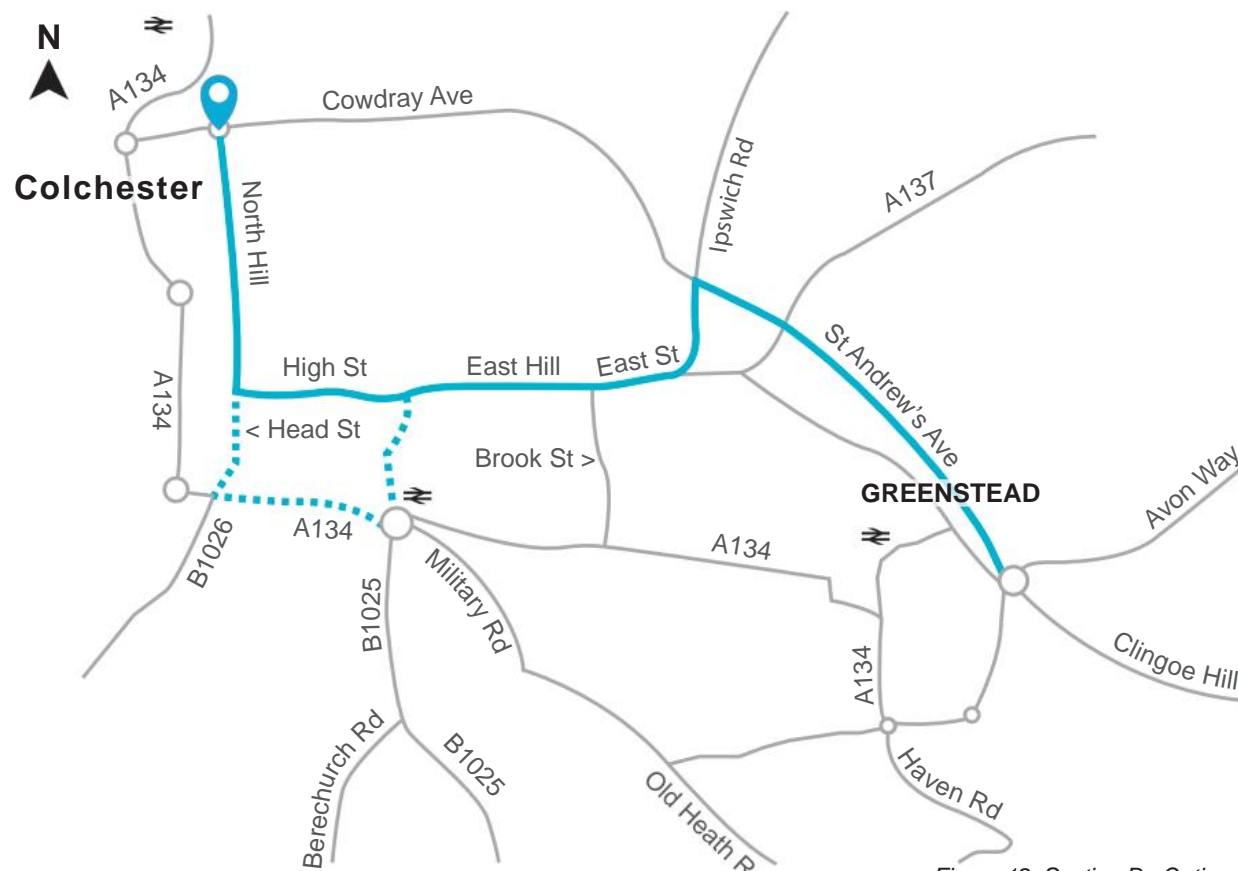 N
A134
Cowdray Ave
Colchester
North Hill
Ipswich Rd
A137
A134
High St
East Hill
East St
St Andrew's Ave
< Head St
Brook St >
GREENSTEAD
Avon Way
B1026
A134
A134
B1025
Military Rd
A134
Clingoe Hill
Berechurch Rd
B1025
Old Heath R
Haven Rd